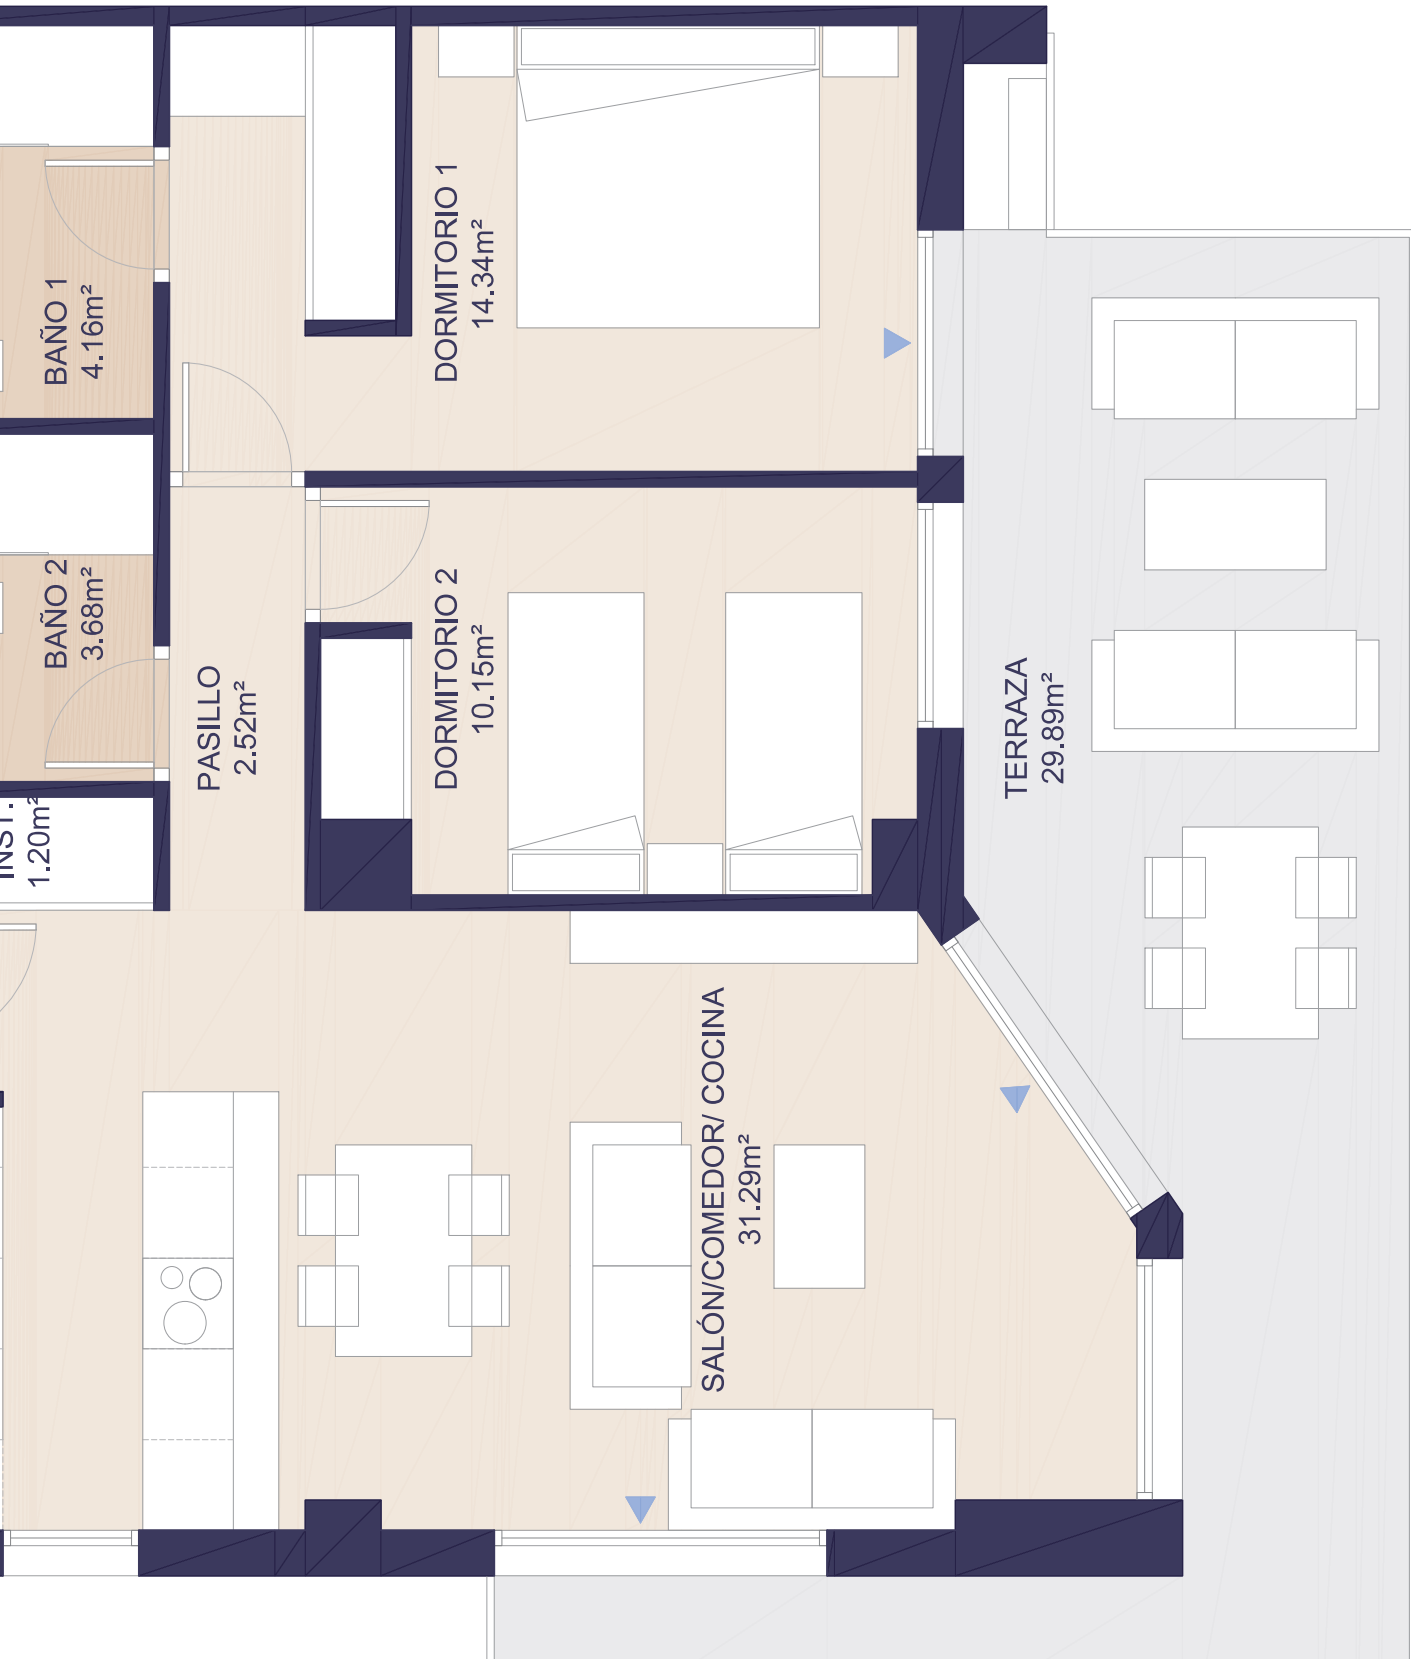 BAÑO 1
4.16m²
DORMITORIO 1
14.34m²
BAÑO 2
3.68m²
PASILLO
2.52m²
DORMITORIO 2
10.15m²
TERRAZA
29.89m²
INST.
1.20m²
SALÓN/COMEDOR/ COCINA
31.29m²